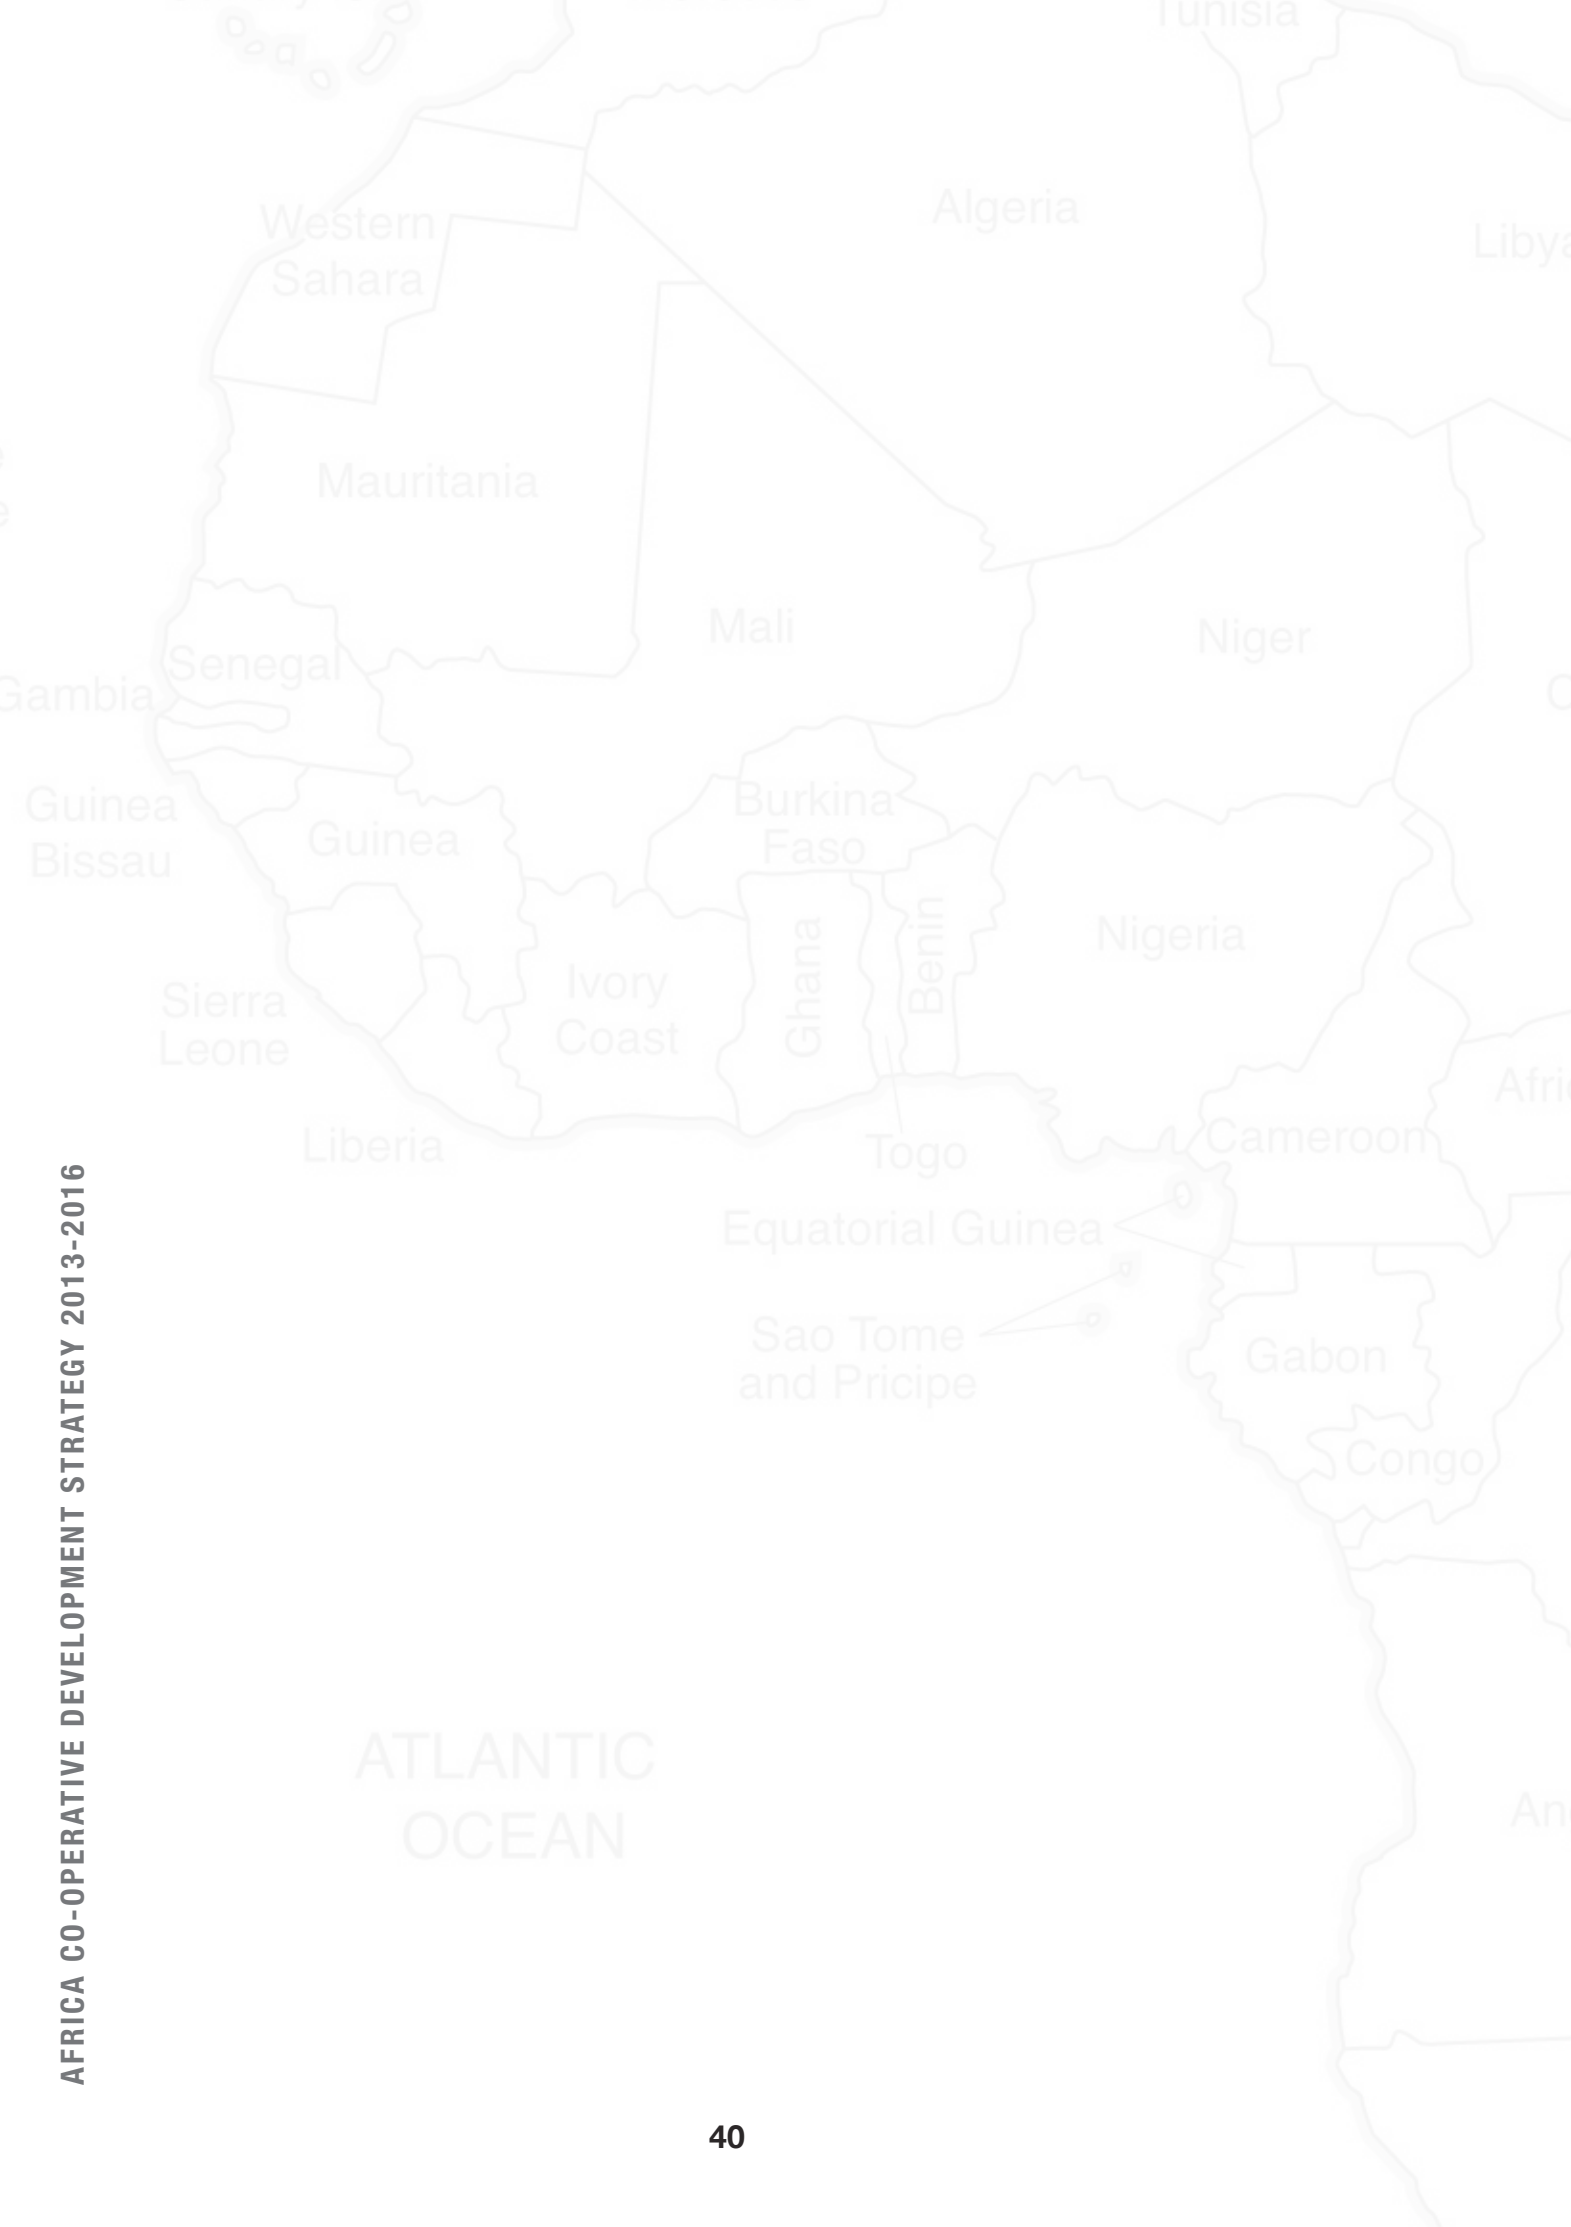 Tunisia
Algeria
Western
Sahara
Mauritania
Mali
Niger
Senegal
Gambia
Guinea
Bissau
Guinea
Burkina
Faso
Nigeria
Benin
Ghana
Ivory
Coast
Sierra
Leone
Liberia
Togo
Cameroon
Equatorial Guinea
Sao Tome
and Pricipe
Gabon
Congo
ATLANTIC
OCEAN
AFRICA CO-OPERATIVE DEVELOPMENT STRATEGY 2013-2016
40